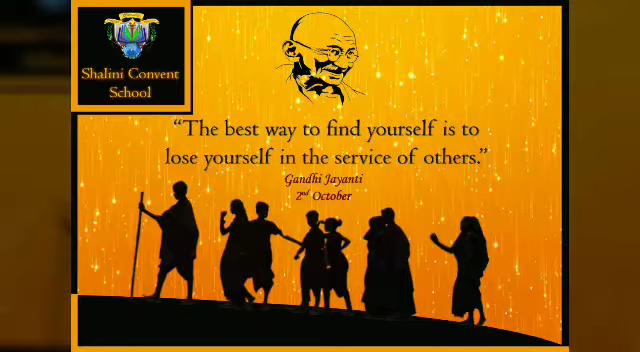 Shalini Convent
School
“The best way to find yourself is to
lose yourself in the service of others.”
Gandhi Jayanti
2nd October